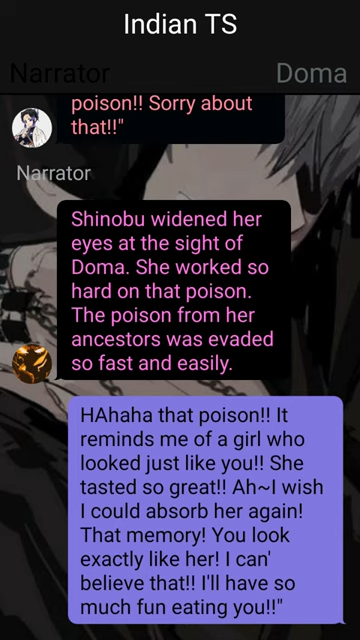 Indian TS
Narrator Doma
poison!! Sorry about
that!!"
Narrator
Shinobu widened her
eyes at the sight of
Doma. She worked so
hard on that poison.
The poison from her
ancestors was evaded
so fast and easily.
HAhaha that poison!! It
reminds me of a girl who
looked just like you!! She
tasted so great!! Ah~I wish
I could absorb her again!
That memory! You look
exactly like her! I can'
believe that!! I'll have so
much fun eating you!!"